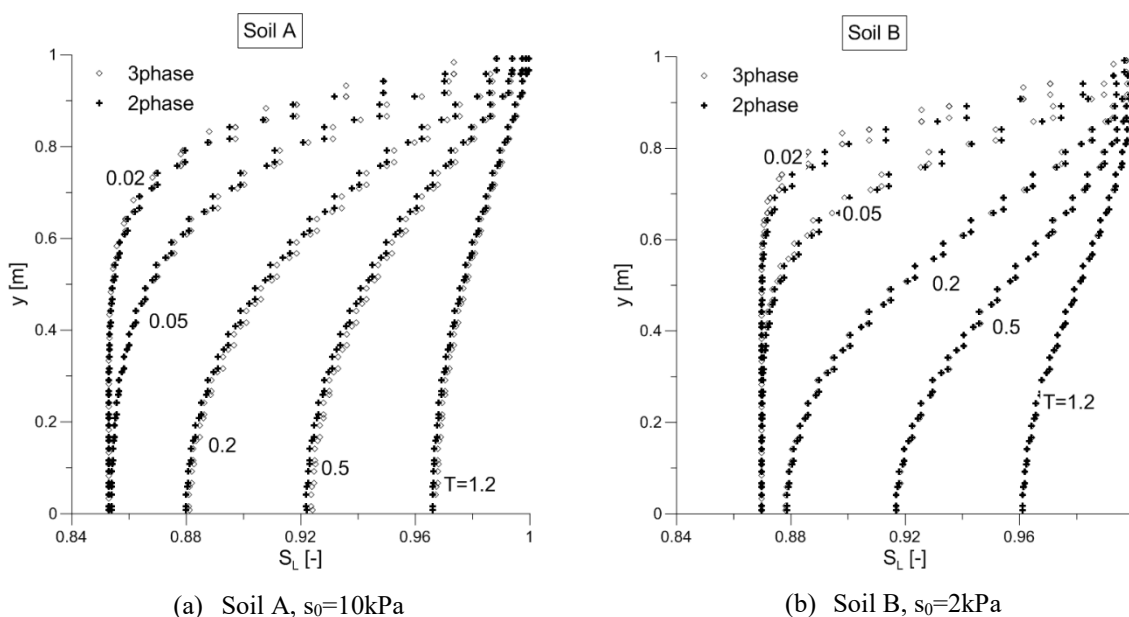 Soil A
3phase
2phase
y [m]
1
0.8
0.6
0.4
0.2
0
0.02
0.05
0.2
0.5
T=1.2
0.84
0.88
0.92
0.96
1
S_L [-]
(a) Soil A, s₀=10kPa
Soil B
3phase
2phase
y [m]
1
0.8
0.6
0.4
0.2
0
0.02
0.05
0.2
0.5
T=1.2
0.84
0.88
0.92
0.96
S_L [-]
(b) Soil B, s₀=2kPa